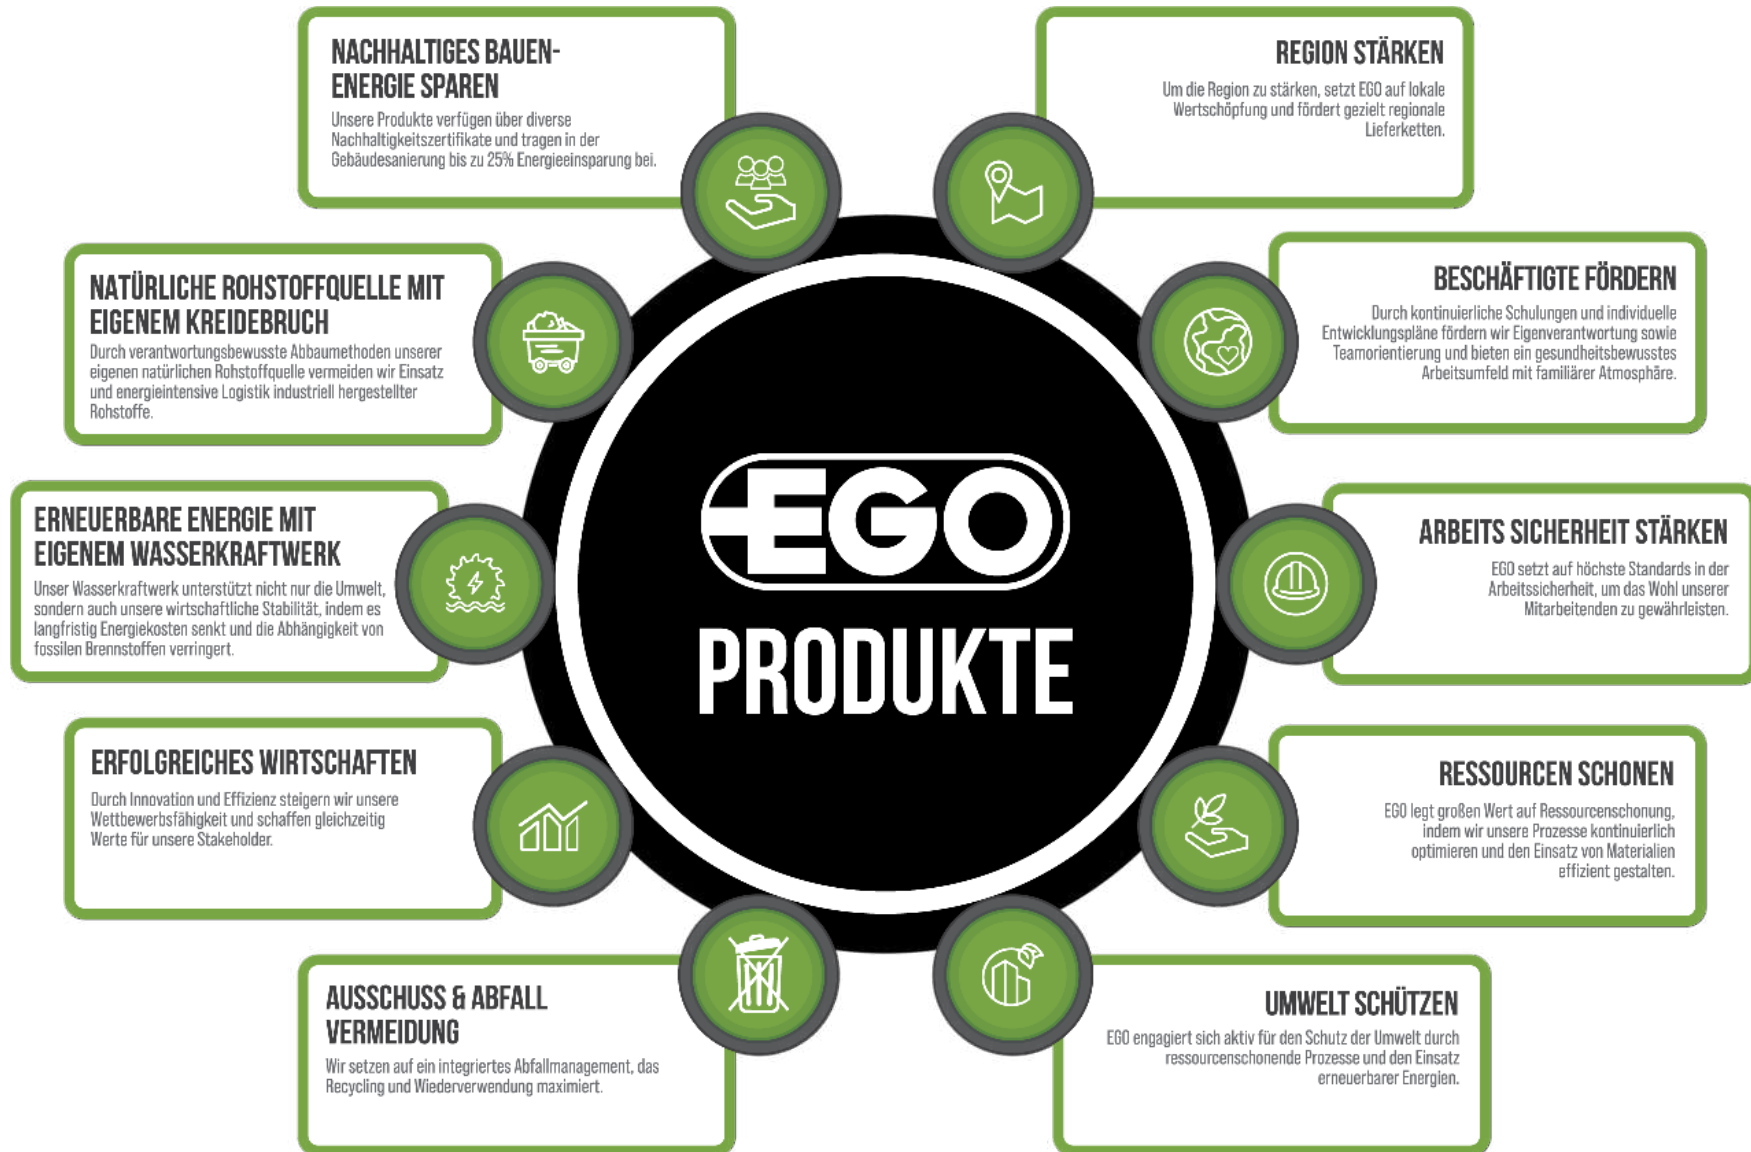 NACHHALTIGES BAUEN-
ENERGIE SPAREN
Unsere Produkte verfügen über diverse
Nachhaltigkeitszertifikate und tragen in der
Gebäudesanierung bis zu 25% Energieeinsparung bei.
REGION STÄRKEN
Um die Region zu stärken, setzt EGO auf lokale
Wertschöpfung und fördert gezielt regionale
Lieferketten.
NATÜRLICHE ROHSTOFFQUELLE MIT
EIGENEM KREIDEBRUCH
Durch verantwortungsbewusste Abbaumethoden unserer
eigenen natürlichen Rohstoffquelle vermeiden wir Einsatz
und energieintensive Logistik industriell hergestellter
Rohstoffe.
BESCHÄFTIGTE FÖRDERN
Durch kontinuierliche Schulungen und individuelle
Entwicklungspläne fördern wir Eigenverantwortung sowie
Teamorientierung und bieten ein gesundheitsbewusstes
Arbeitsumfeld mit familiärer Atmosphäre.
ERNEUERBARE ENERGIE MIT
EIGENEM WASSERKRAFTWERK
Unser Wasserkraftwerk unterstützt nicht nur die Umwelt,
sondern auch unsere wirtschaftliche Stabilität, indem es
langfristig Energiekosten senkt und die Abhängigkeit von
fossilen Brennstoffen verringert.
EGO
PRODUKTE
ARBEITS SICHERHEIT STÄRKEN
EGO setzt auf höchste Standards in der
Arbeitssicherheit, um das Wohl unserer
Mitarbeitenden zu gewährleisten.
ERFOLGREICHES WIRTSCHAFTEN
Durch Innovation und Effizienz steigern wir unsere
Wettbewerbsfähigkeit und schaffen gleichzeitig
Werte für unsere Stakeholder.
RESSOURCEN SCHONEN
EGO legt großen Wert auf Ressourcenschonung,
indem wir unsere Prozesse kontinuierlich
optimieren und den Einsatz von Materialien
effizient gestalten.
AUSSCHUSS & ABFALL
VERMEIDUNG
Wir setzen auf ein integriertes Abfallmanagement, das
Recycling und Wiederverwendung maximiert.
UMWELT SCHÜTZEN
EGO engagiert sich aktiv für den Schutz der Umwelt durch
ressourcenschonende Prozesse und den Einsatz
erneuerbarer Energien.